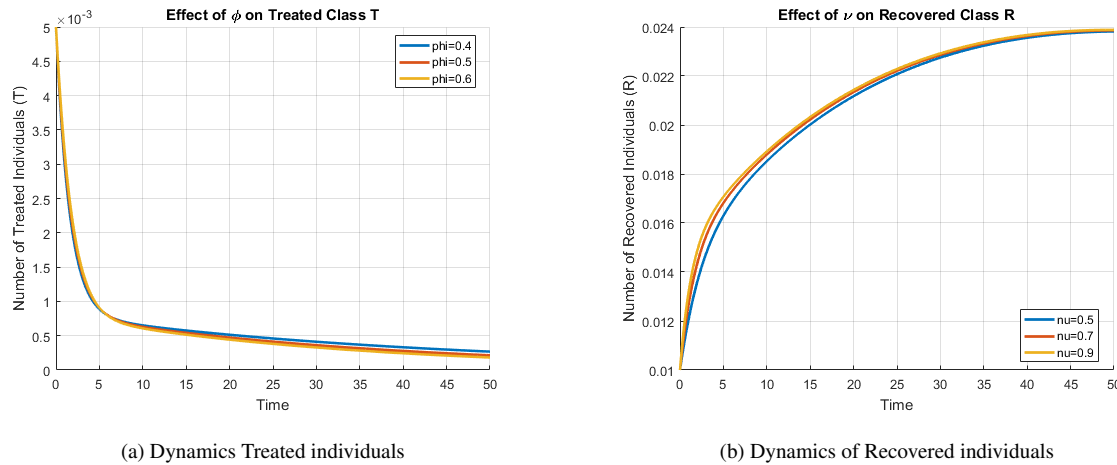 Effect of ϕ on Treated Class T
×10⁻³
5
4.5
4
3.5
3
2.5
2
1.5
1
0.5
0
Number of Treated Individuals (T)
phi=0.4
phi=0.5
phi=0.6
0 5 10 15 20 25 30 35 40 45 50
Time
(a) Dynamics Treated individuals
Effect of ν on Recovered Class R
0.024
0.022
0.02
0.018
0.016
0.014
0.012
0.01
Number of Recovered Individuals (R)
nu=0.5
nu=0.7
nu=0.9
0 5 10 15 20 25 30 35 40 45 50
Time
(b) Dynamics of Recovered individuals